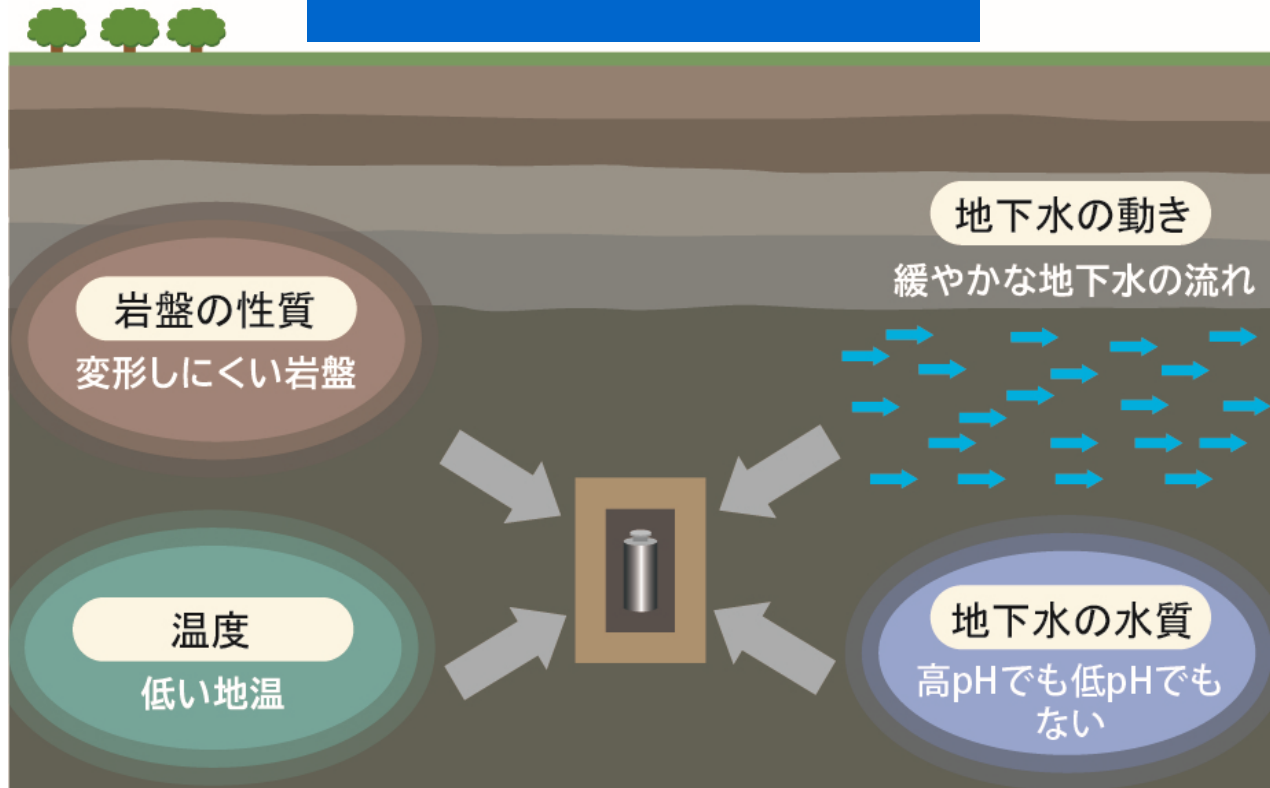 地下水の動き
緩やかな地下水の流れ
岩盤の性質
変形しにくい岩盤
温度
低い地温
地下水の水質
高pHでも低pHでも
ない